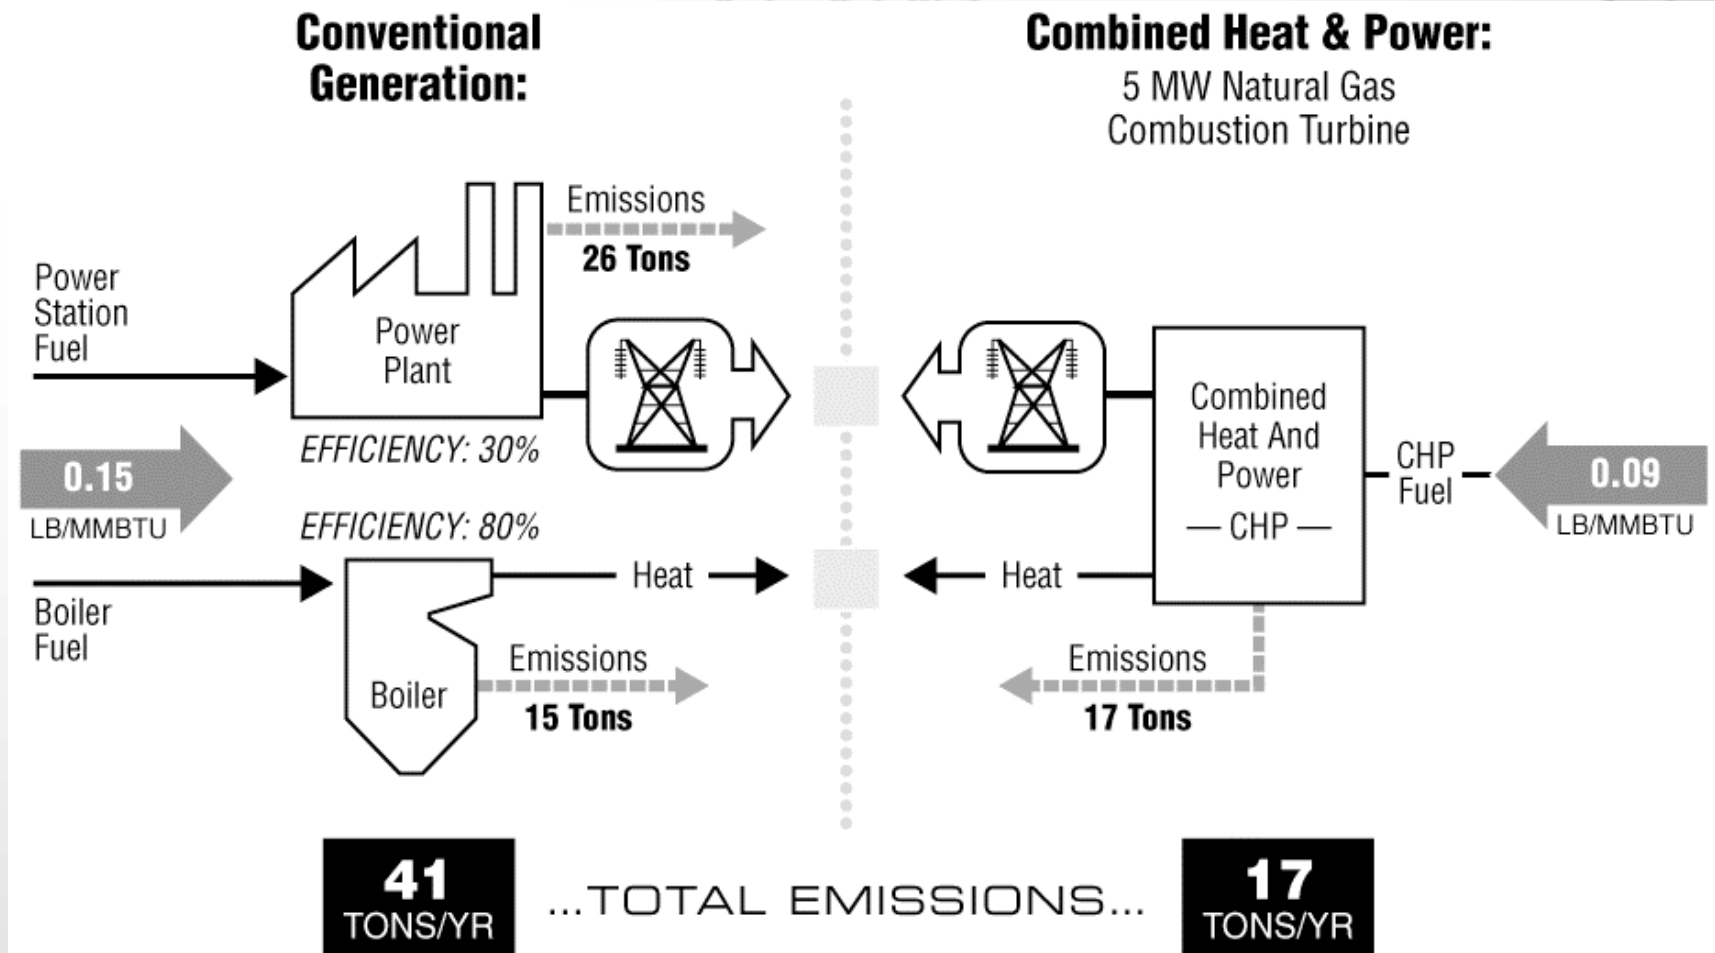 Conventional
Generation:
Combined Heat & Power:
5 MW Natural Gas
Combustion Turbine
Emissions
26 Tons
Power
Station
Fuel
Power
Plant
EFFICIENCY: 30%
0.15
LB/MMBTU
EFFICIENCY: 80%
Heat
Boiler
Fuel
Boiler
Emissions
15 Tons
Combined
Heat And
Power
— CHP —
CHP
Fuel
0.09
LB/MMBTU
Heat
Emissions
17 Tons
41
TONS/YR
...TOTAL EMISSIONS...
17
TONS/YR